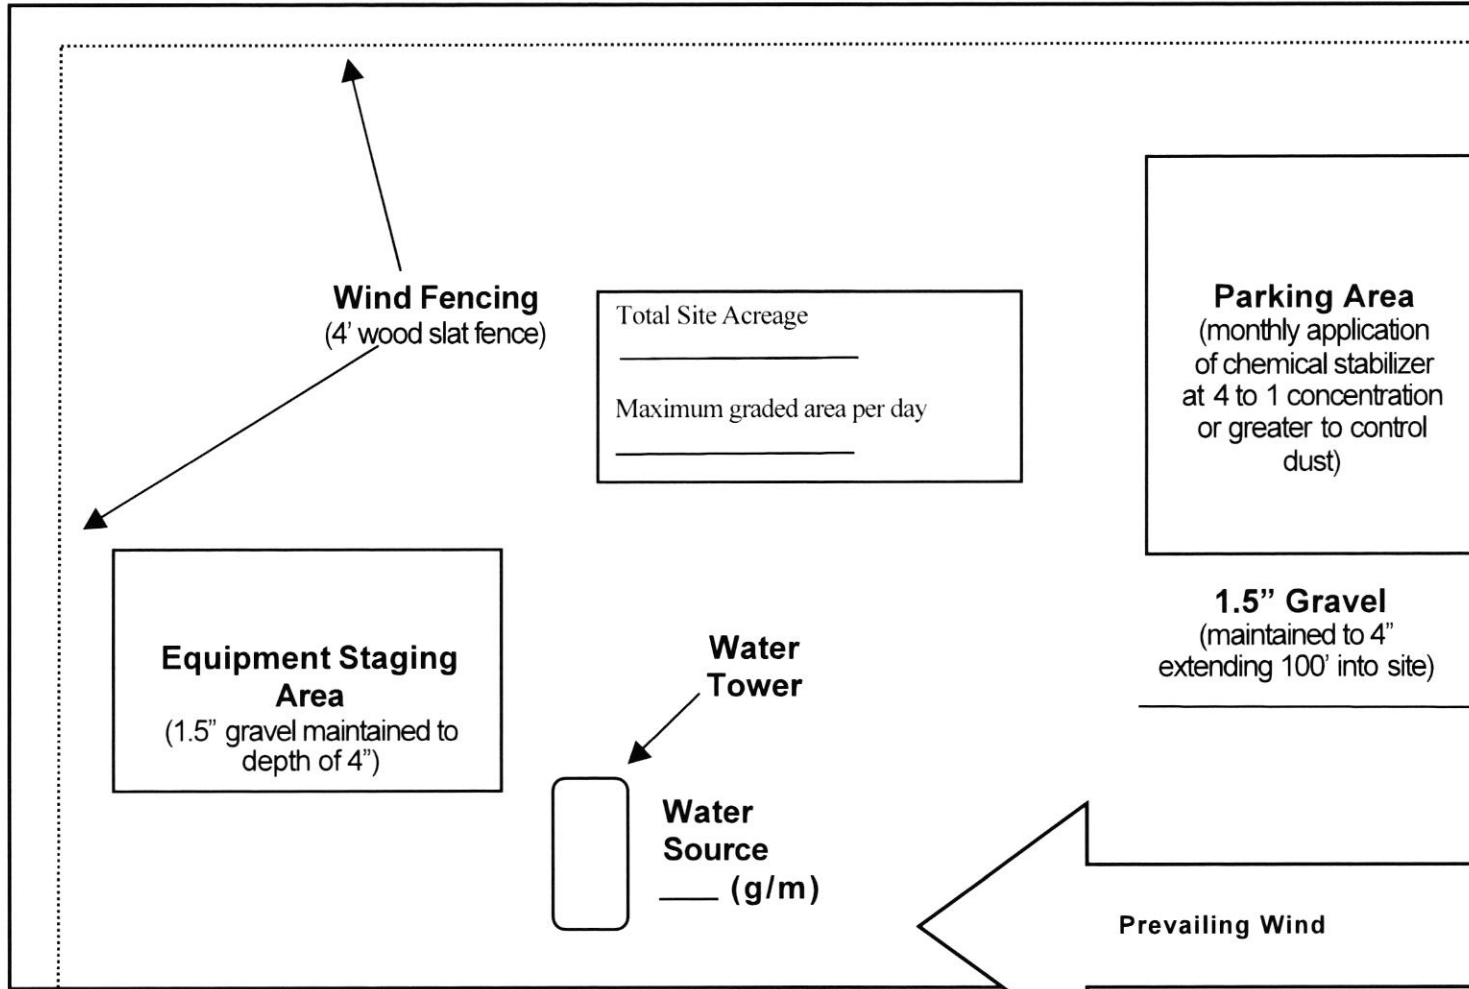 Wind Fencing
(4' wood slat fence)
Total Site Acreage
Maximum graded area per day
Parking Area
(monthly application
of chemical stabilizer
at 4 to 1 concentration
or greater to control
dust)
1.5” Gravel
(maintained to 4”
extending 100’ into site)
Equipment Staging
Area
(1.5” gravel maintained to
depth of 4”)
Water
Tower
Water
Source
____ (g/m)
Prevailing Wind